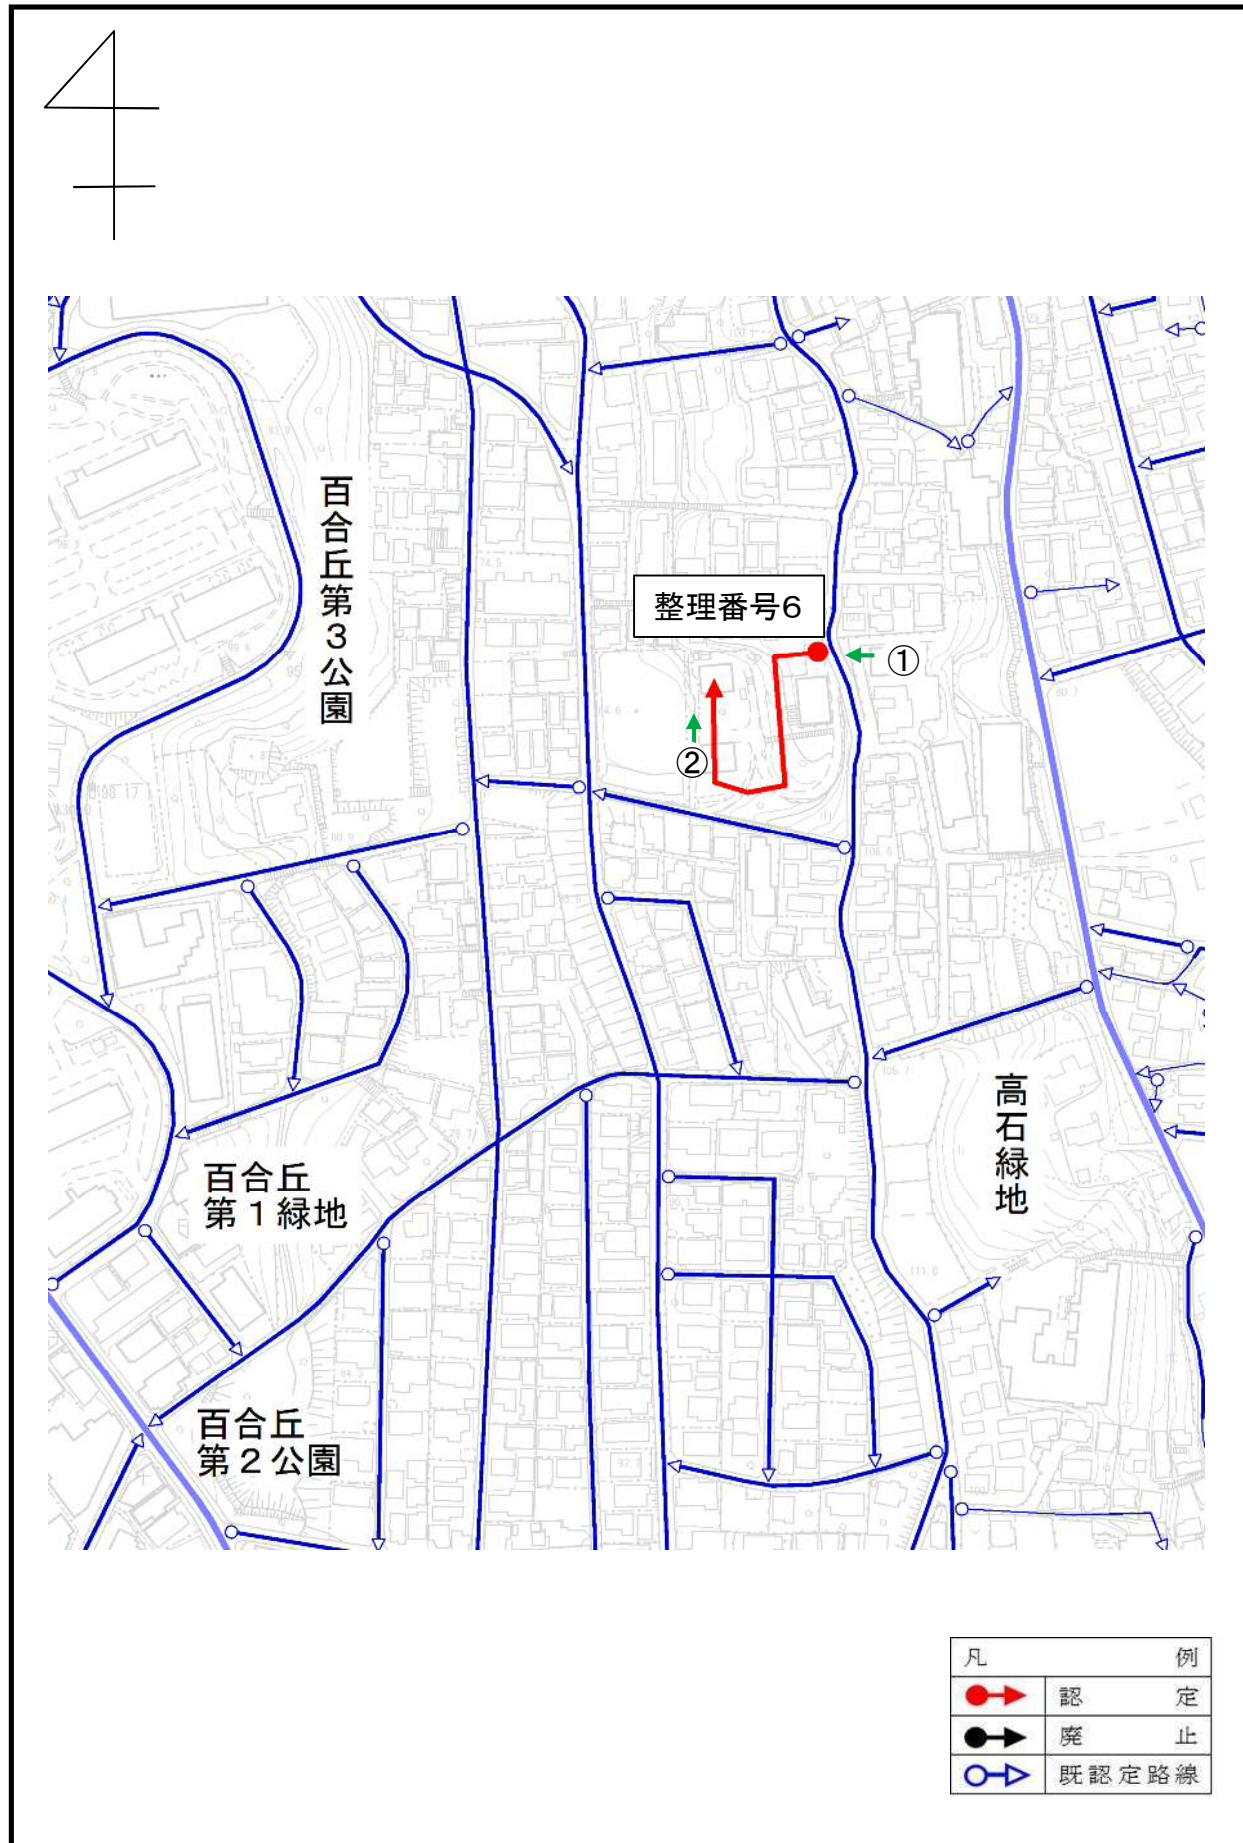 百合丘第3公園
整理番号6
①
②
百合丘
第1緑地
高石緑地
百合丘
第2公園
凡例
認定
廃止
既認定路線